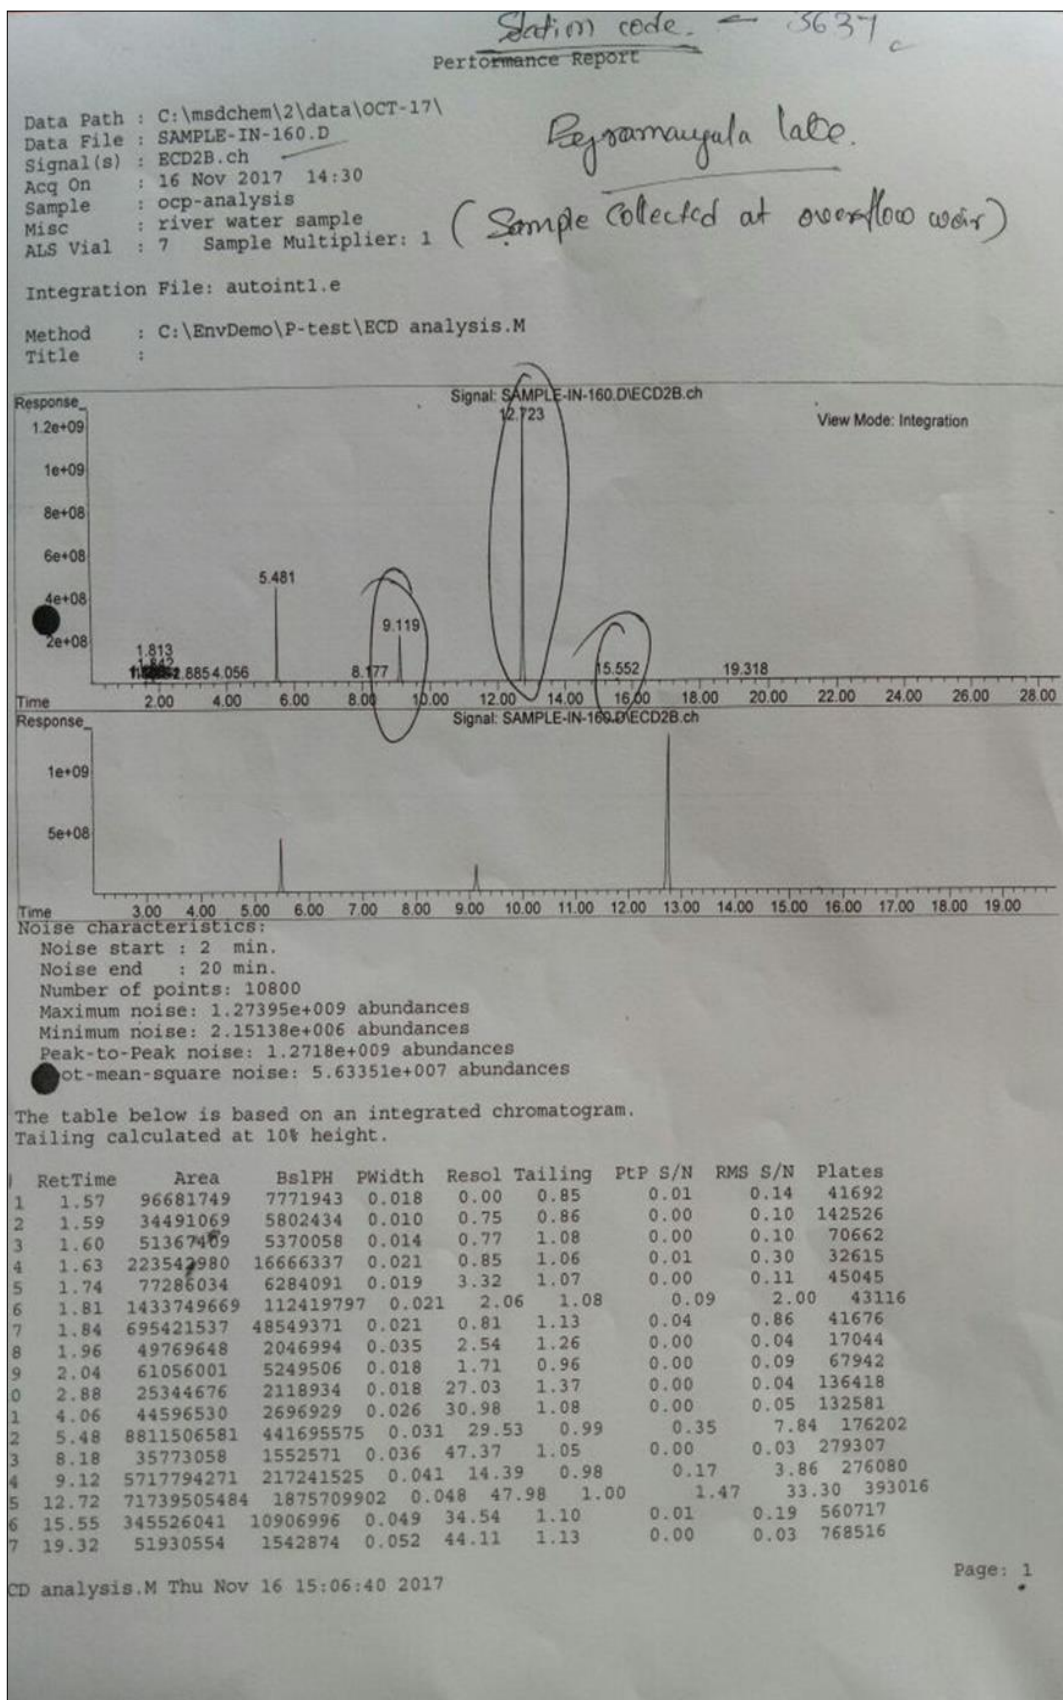 Station code. - 3637
Performance Report
Data Path : C:\msdchem\2\data\OCT-17\
Data File : SAMPLE-IN-160.D
Signal(s) : ECD2B.ch
Acq On : 16 Nov 2017 14:30
Sample : ocp-analysis
Misc : river water sample
ALS Vial : 7 Sample Multiplier: 1
Byramangula lake.
(Sample collected at overflow weir)
Integration File: autoint1.e
Method : C:\EnvDemo\P-test\ECD analysis.M
Title :
Response_
Signal: SAMPLE-IN-160.D\ECD2B.ch
View Mode: Integration
1.2e+09
1e+09
8e+08
6e+08
4e+08
2e+08
12.723
5.481
9.119
1.813
1.842
2.885 4.056
8.177
15.552
19.318
Time 2.00 4.00 6.00 8.00 10.00 12.00 14.00 16.00 18.00 20.00 22.00 24.00 26.00 28.00
Response_
Signal: SAMPLE-IN-160.D\ECD2B.ch
1e+09
5e+08
Time 3.00 4.00 5.00 6.00 7.00 8.00 9.00 10.00 11.00 12.00 13.00 14.00 15.00 16.00 17.00 18.00 19.00
Noise characteristics:
Noise start : 2 min.
Noise end : 20 min.
Number of points: 10800
Maximum noise: 1.27395e+009 abundances
Minimum noise: 2.15138e+006 abundances
Peak-to-Peak noise: 1.2718e+009 abundances
ot-mean-square noise: 5.63351e+007 abundances
The table below is based on an integrated chromatogram.
Tailing calculated at 10% height.
RetTime Area BslPH PWidth Resol Tailing PtP S/N RMS S/N Plates
1 1.57 96681749 7771943 0.018 0.00 0.85 0.01 0.14 41692
2 1.59 34491069 5802434 0.010 0.75 0.86 0.00 0.10 142526
3 1.60 51367409 5370058 0.014 0.77 1.08 0.00 0.10 70662
4 1.63 223542980 16666337 0.021 0.85 1.06 0.01 0.30 32615
5 1.74 77286034 6284091 0.019 3.32 1.07 0.00 0.11 45045
6 1.81 1433749669 112419797 0.021 2.06 1.08 0.09 2.00 43116
7 1.84 695421537 48549371 0.021 0.81 1.13 0.04 0.86 41676
8 1.96 49769648 2046994 0.035 2.54 1.26 0.00 0.04 17044
9 2.04 61056001 5249506 0.018 1.71 0.96 0.00 0.09 67942
0 2.88 25344676 2118934 0.018 27.03 1.37 0.00 0.04 136418
1 4.06 44596530 2696929 0.026 30.98 1.08 0.00 0.05 132581
2 5.48 8811506581 441695575 0.031 29.53 0.99 0.35 7.84 176202
3 8.18 35773058 1552571 0.036 47.37 1.05 0.00 0.03 279307
4 9.12 5717794271 217241525 0.041 14.39 0.98 0.17 3.86 276080
5 12.72 71739505484 1875709902 0.048 47.98 1.00 1.47 33.30 393016
6 15.55 345526041 10906996 0.049 34.54 1.10 0.01 0.19 560717
7 19.32 51930554 1542874 0.052 44.11 1.13 0.00 0.03 768516
CD analysis.M Thu Nov 16 15:06:40 2017
Page: 1